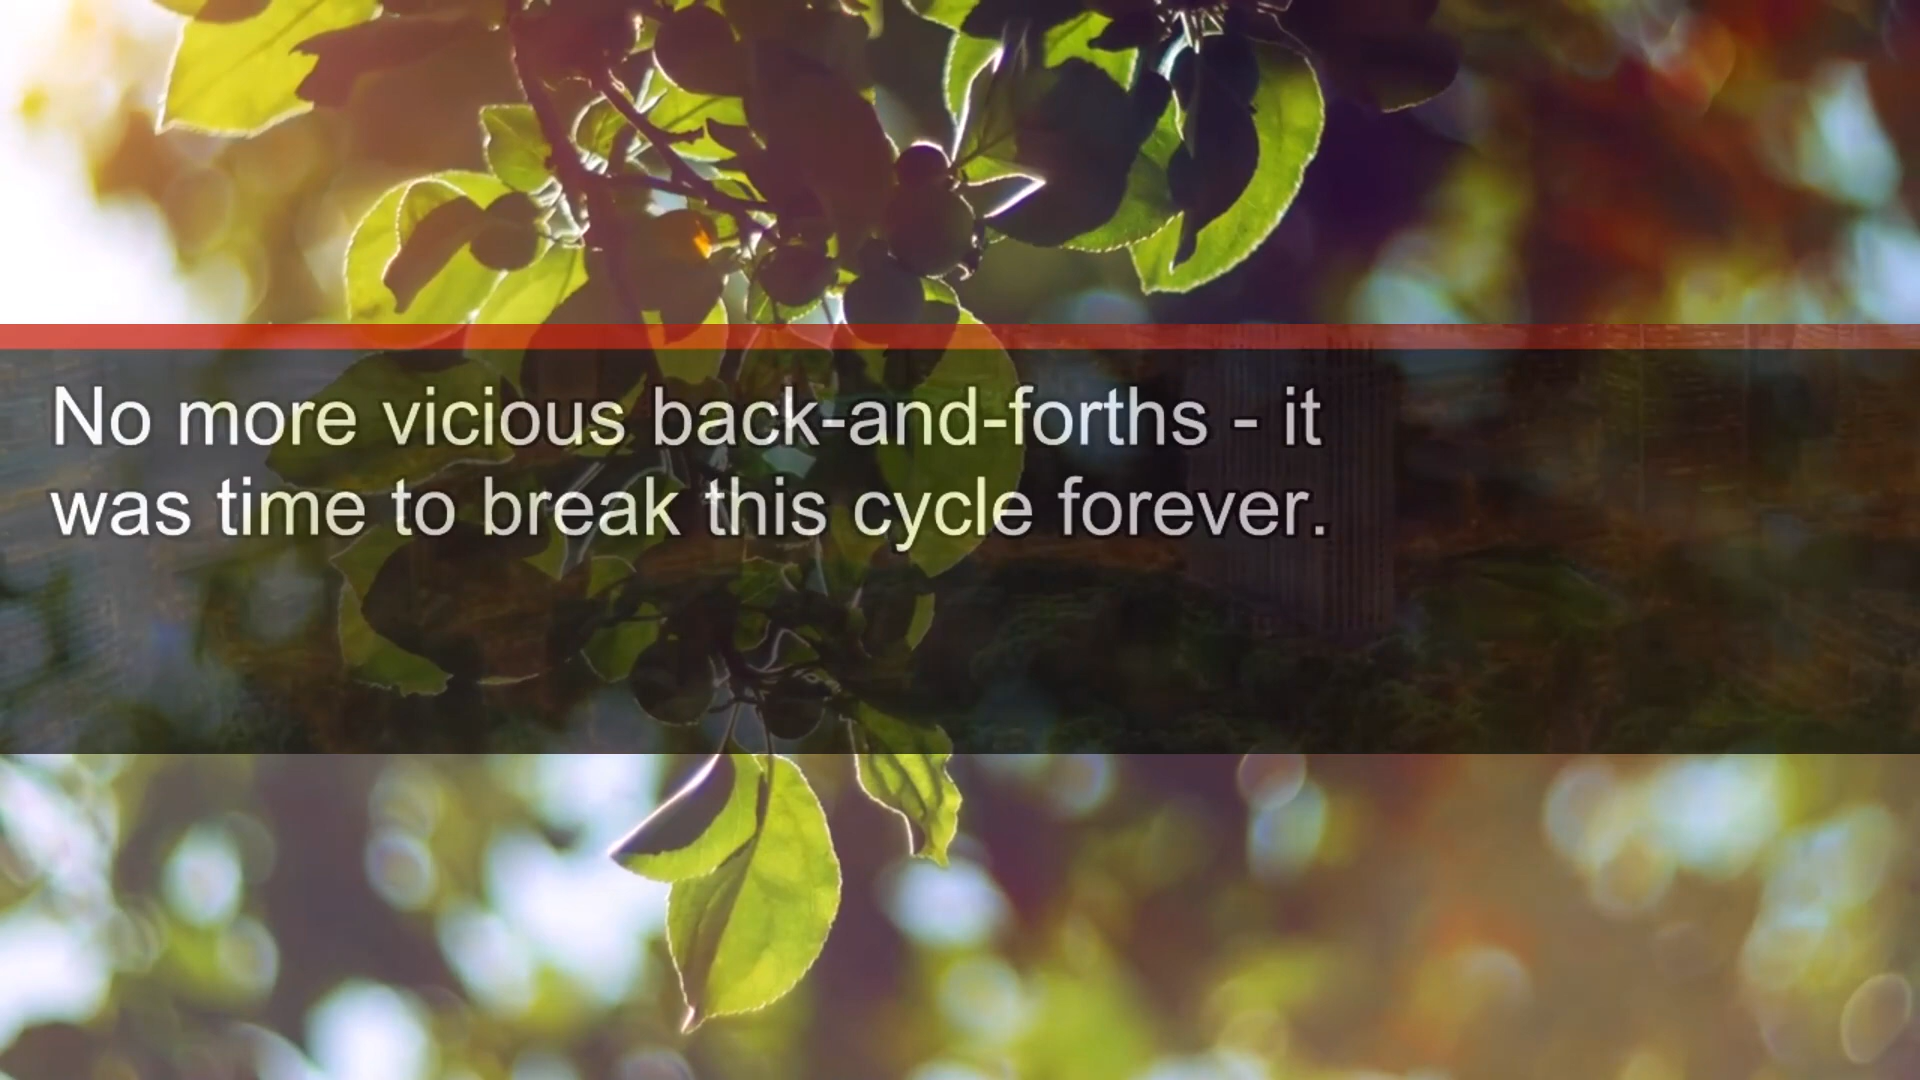 No more vicious back-and-forths - it
was time to break this cycle forever.